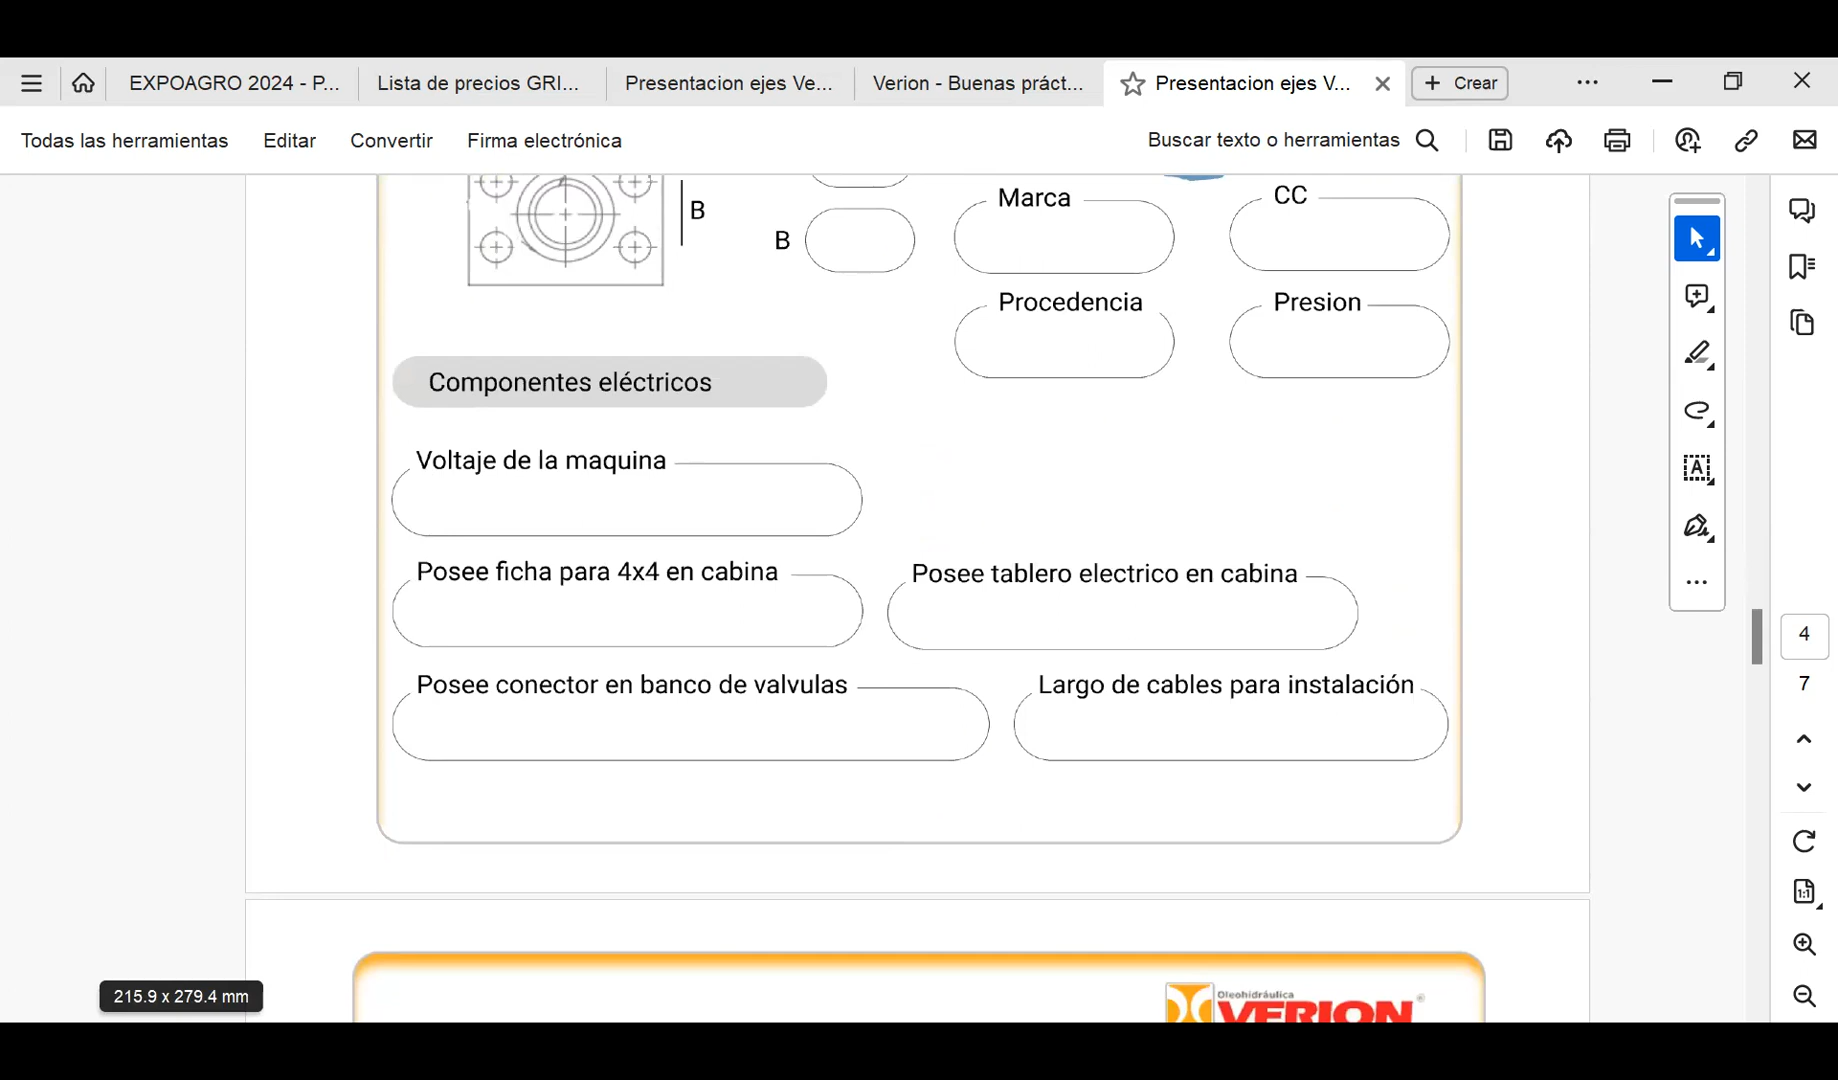 EXPOAGRO 2024 - P...
Lista de precios GRI...
Presentacion ejes Ve...
Verion - Buenas práct...
Presentacion ejes V...
Crear
Todas las herramientas
Editar
Convertir
Firma electrónica
Buscar texto o herramientas
B
B
Marca
CC
Procedencia
Presion
Componentes eléctricos
Voltaje de la maquina
Posee ficha para 4x4 en cabina
Posee tablero electrico en cabina
Posee conector en banco de valvulas
Largo de cables para instalación
4
7
1:1
215.9 x 279.4 mm
Oleohidráulica
VERION